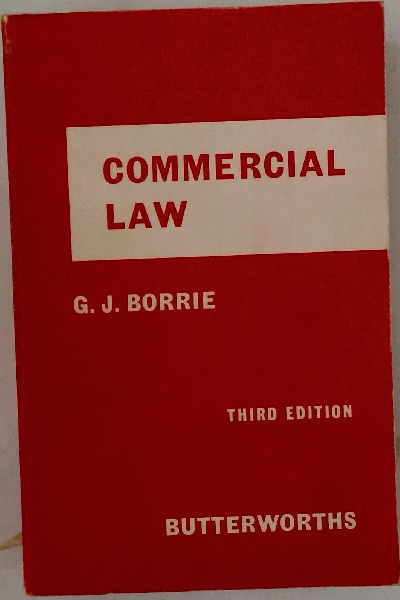 COMMERCIAL
LAW
G. J. BORRIE
THIRD EDITION
BUTTERWORTHS